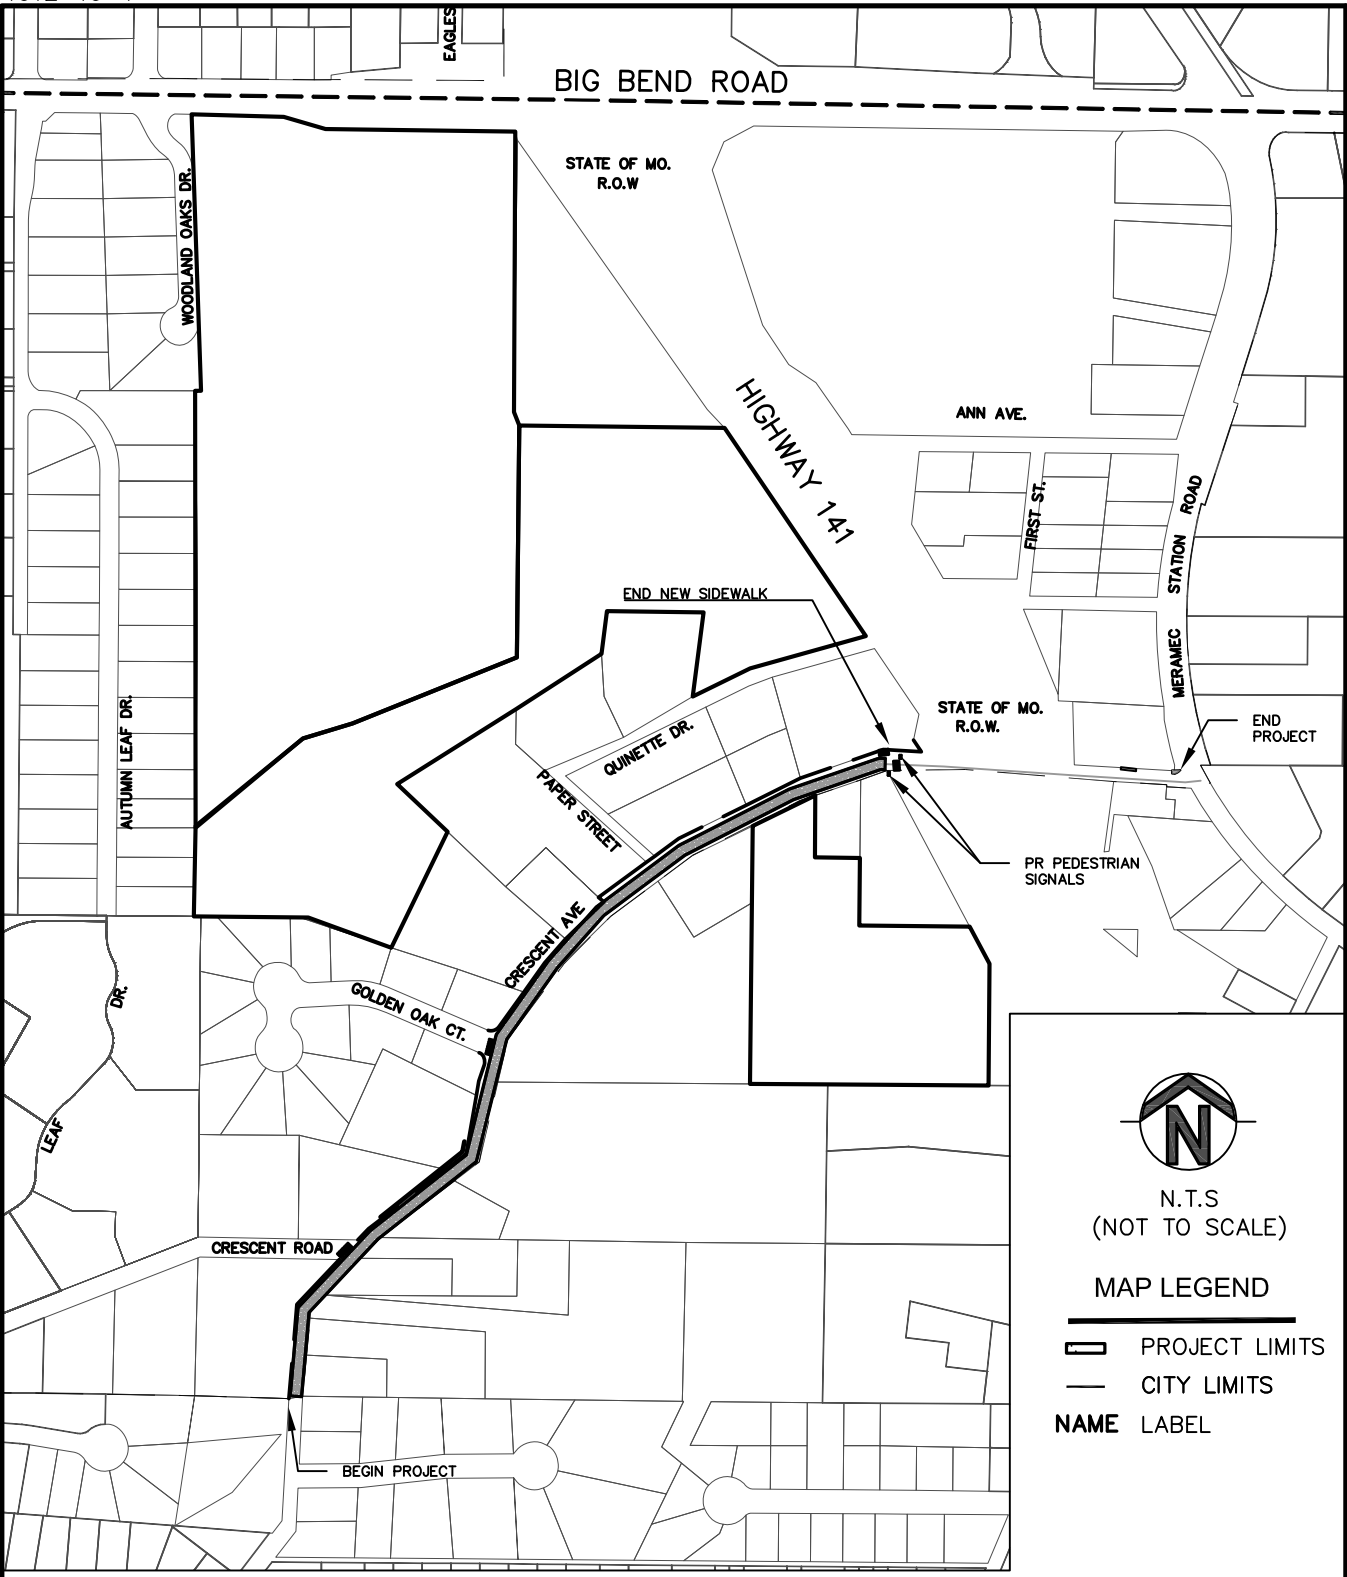 EAGLES
BIG BEND ROAD
STATE OF MO.
R.O.W
WOODLAND OAKS DR.
HIGHWAY 141
ANN AVE.
FIRST ST.
MERAMEC STATION ROAD
END NEW SIDEWALK
STATE OF MO.
R.O.W.
END
PROJECT
QUINETTE DR.
PAPER STREET
AUTUMN LEAF DR.
PR PEDESTRIAN
SIGNALS
CRESCENT AVE
GOLDEN OAK CT.
LEAF DR.
CRESCENT ROAD
BEGIN PROJECT
N
N.T.S
(NOT TO SCALE)
MAP LEGEND
PROJECT LIMITS
CITY LIMITS
NAME LABEL